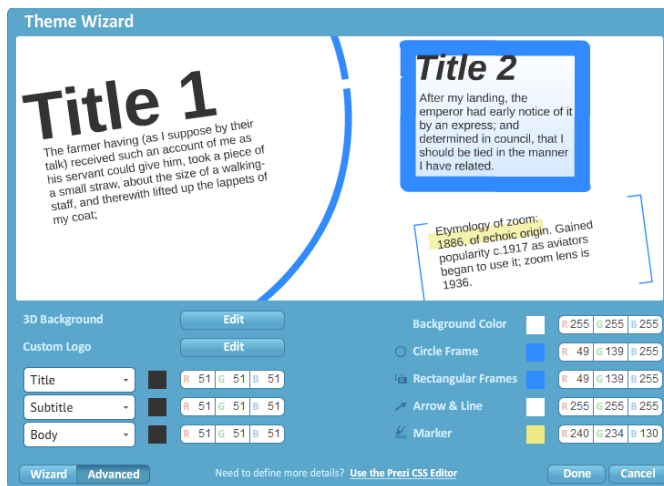 Theme Wizard
Title 1
The farmer having (as I suppose by their
talk) received such an account of me as
his servant could give him, took a piece of
a small straw, about the size of a walking-
staff, and therewith lifted up the lappets of
my coat;
Title 2
After my landing, the
emperor had early notice of it
by an express; and
determined in council, that I
should be tied in the manner
I have related.
Etymology of zoom:
1886, of echoic origin. Gained
popularity c.1917 as aviators
began to use it; zoom lens is
1936.
3D Background Edit
Custom Logo Edit
Title R 51 G 51 B 51
Subtitle R 51 G 51 B 51
Body R 51 G 51 B 51
Background Color R 255 G 255 B 255
Circle Frame R 49 G 139 B 255
Rectangular Frames R 49 G 139 B 255
Arrow & Line R 255 G 255 B 255
Marker R 240 G 234 B 130
Wizard Advanced Need to define more details? Use the Prezi CSS Editor Done Cancel